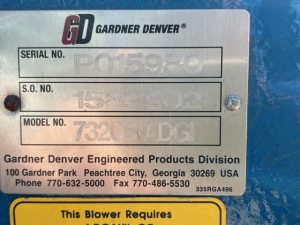 GD GARDNER DENVER®
SERIAL NO.
S.O. NO.
MODEL NO.
Gardner Denver Engineered Products Division
100 Gardner Park Peachtree City, Georgia 30269 USA
Phone 770-632-5000 Fax 770-486-5530
335RGA496
This Blower Requires